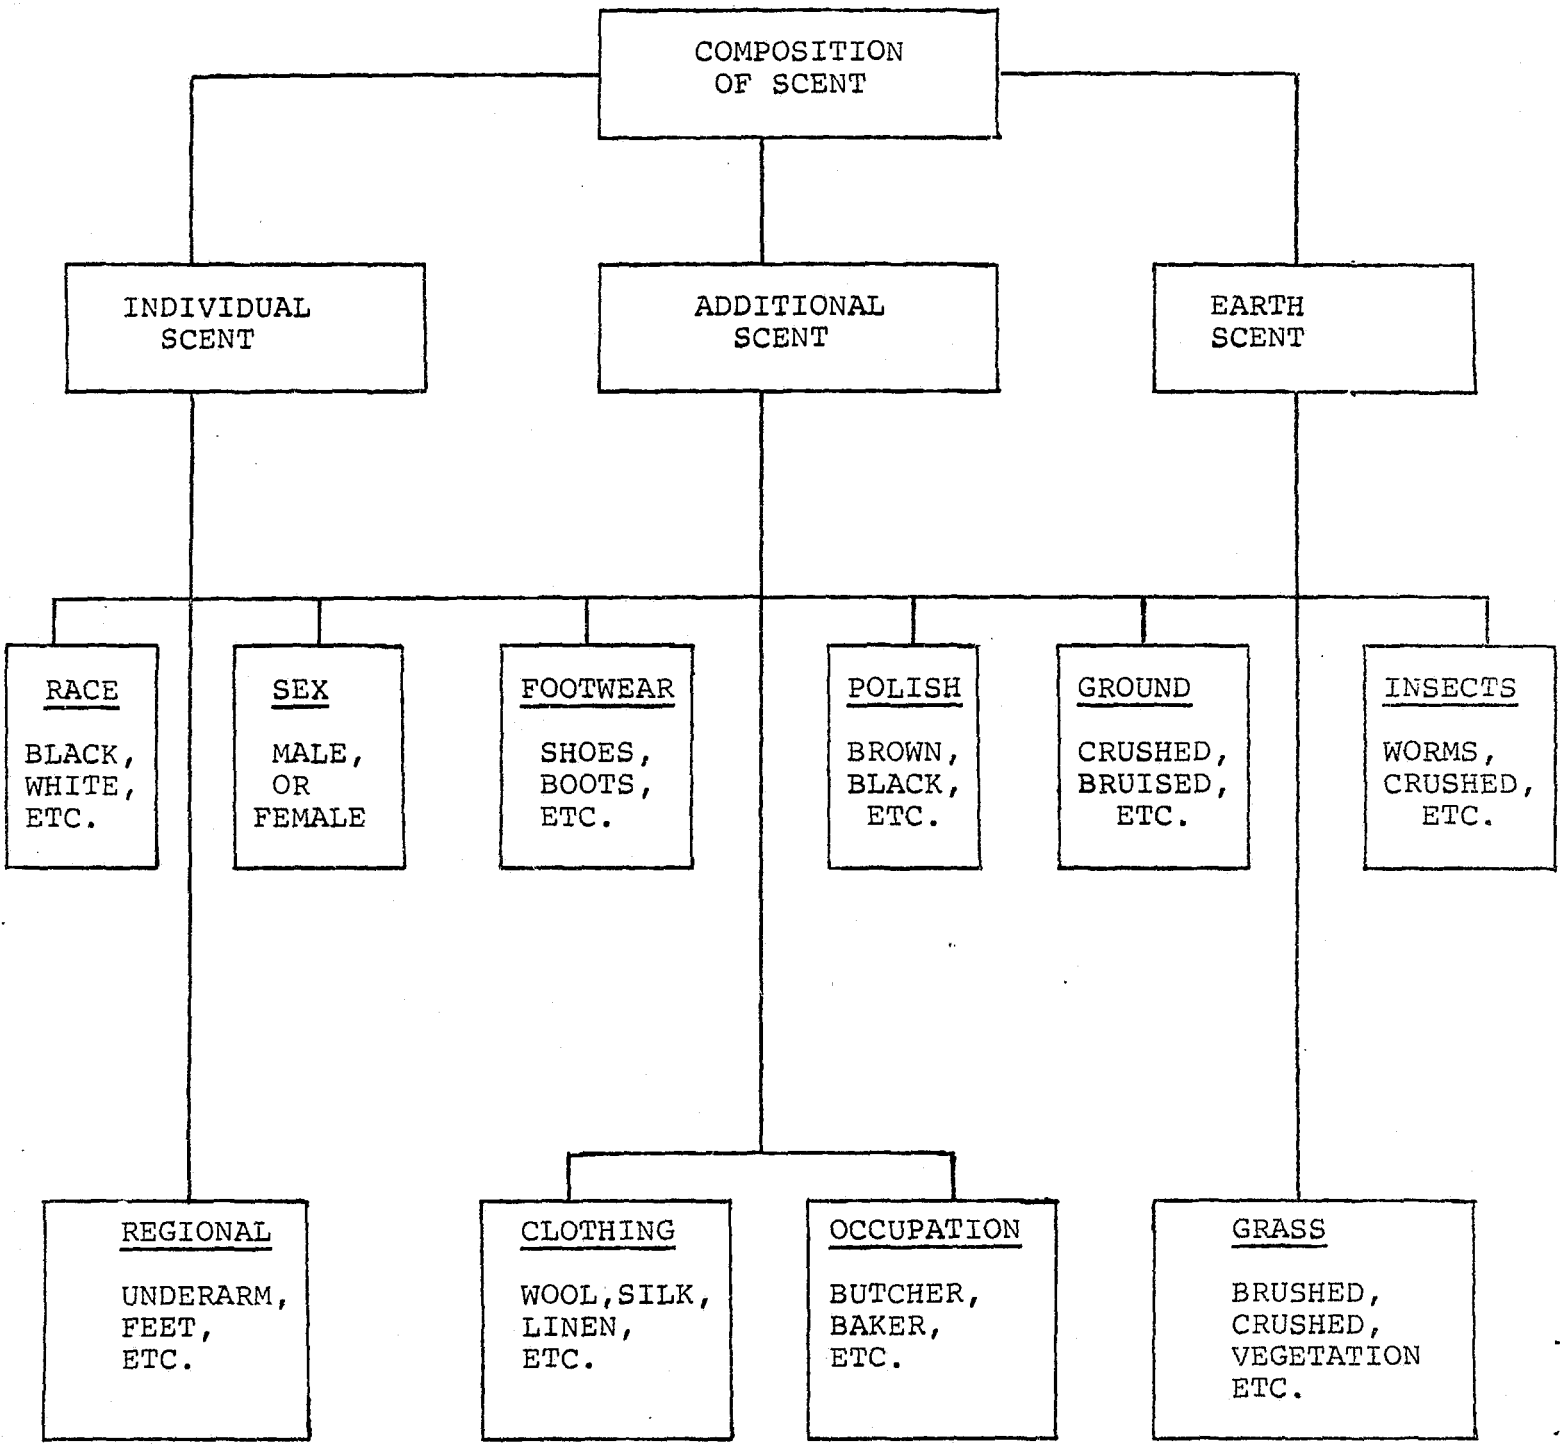 COMPOSITION
OF SCENT
INDIVIDUAL
SCENT
ADDITIONAL
SCENT
EARTH
SCENT
RACE
BLACK,
WHITE,
ETC.
SEX
MALE,
OR
FEMALE
FOOTWEAR
SHOES,
BOOTS,
ETC.
POLISH
BROWN,
BLACK,
ETC.
GROUND
CRUSHED,
BRUISED,
ETC.
INSECTS
WORMS,
CRUSHED,
ETC.
REGIONAL
UNDERARM,
FEET,
ETC.
CLOTHING
WOOL,SILK,
LINEN,
ETC.
OCCUPATION
BUTCHER,
BAKER,
ETC.
GRASS
BRUSHED,
CRUSHED,
VEGETATION
ETC.